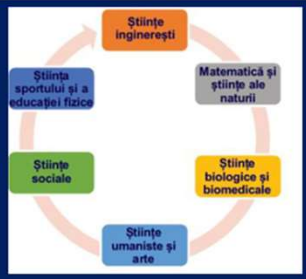 Științe
inginerești
Matematică și
științe ale
naturii
Științe
biologice și
biomedicale
Științe
umaniste și
arte
Științe
sociale
Știința
sportului și a
educației fizice